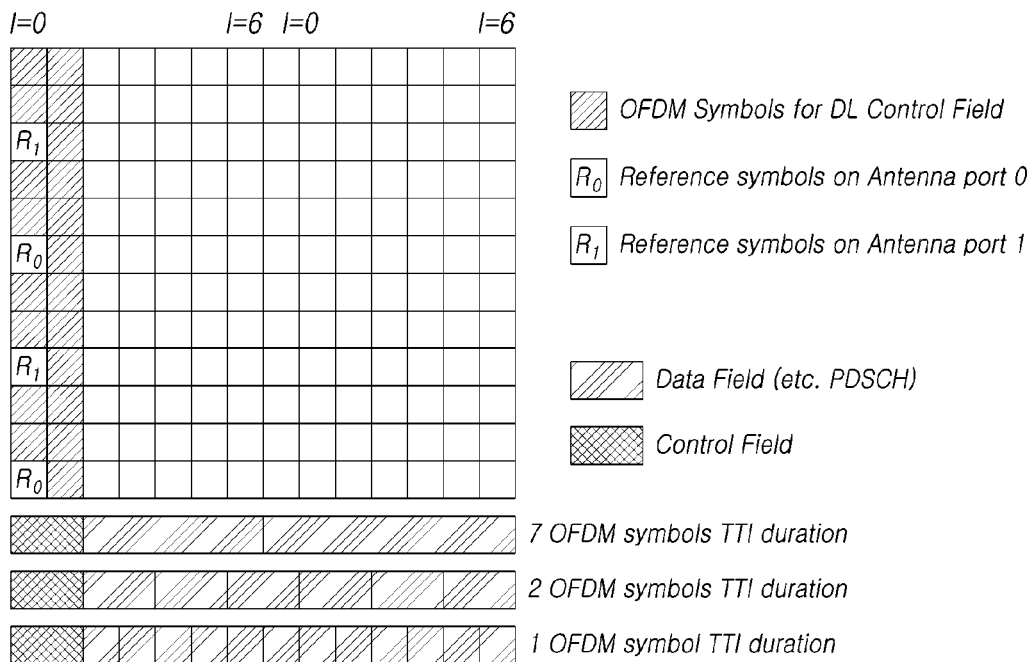 l=0 l=6 l=0 l=6
OFDM Symbols for DL Control Field
R1
R0 Reference symbols on Antenna port 0
R0
R1 Reference symbols on Antenna port 1
R1
Data Field (etc. PDSCH)
Control Field
R0
7 OFDM symbols TTI duration
2 OFDM symbols TTI duration
1 OFDM symbol TTI duration